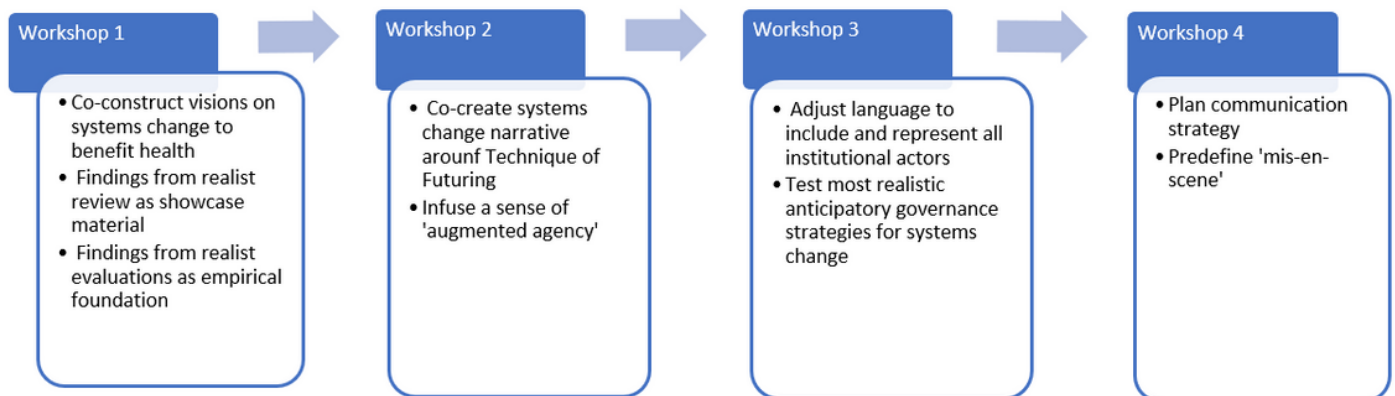 Workshop 1
• Co-construct visions on
systems change to
benefit health
• Findings from realist
review as showcase
material
• Findings from realist
evaluations as empirical
foundation
Workshop 2
• Co-create systems
change narrative
arounf Technique of
Futuring
• Infuse a sense of
'augmented agency'
Workshop 3
• Adjust language to
include and represent all
institutional actors
• Test most realistic
anticipatory governance
strategies for systems
change
Workshop 4
• Plan communication
strategy
• Predefine 'mis-en-
scene'